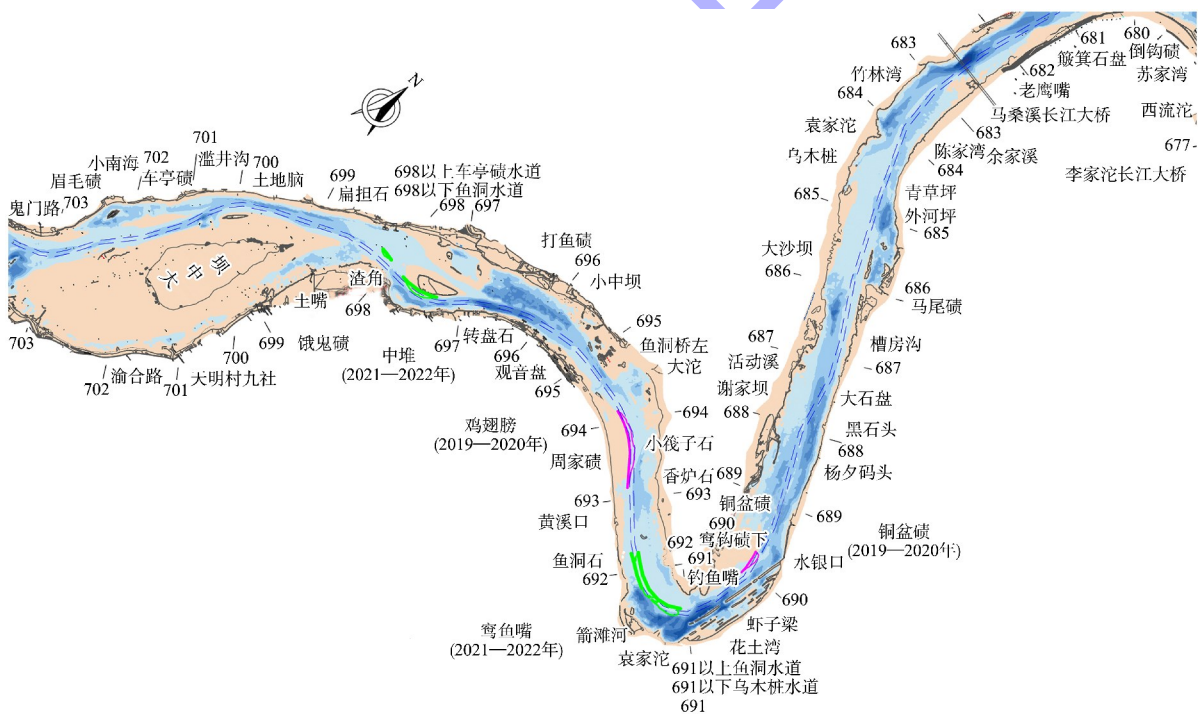 N
683
681
680
倒钩碛
簸箕石盘
682
苏家湾
竹林湾
老鹰嘴
684
马桑溪长江大桥
西流沱
袁家沱
683
677
701
陈家湾
余家溪
小南海
702
滥井沟
700
乌木桩
684
李家沱长江大桥
眉毛碛
车亭碛
土地脑
699
698以上车亭碛水道
扁担石
698以下鱼洞水道
685
青草坪
鬼门路
703
698
697
外河坪
685
打鱼碛
大沙坝
大中坝
696
686
渣角
小中坝
686
土嘴
698
马尾碛
703
699
饿鬼碛
697
转盘石
695
687
700
中堆
696
鱼洞桥左
活动溪
槽房沟
702
渝合路
701
天明村九社
(2021—2022年)
观音盘
大沱
687
695
谢家坝
大石盘
鸡翅膀
694
694
688
黑石头
(2019—2020年)
小筏子石
688
周家碛
香炉石
689
杨夕码头
693
693
铜盆碛
黄溪口
690
689
铜盆碛
692
弯钩碛下
(2019—2020年)
鱼洞石
691
水银口
692
钓鱼嘴
690
弯鱼嘴
箭滩河
虾子梁
(2021—2022年)
花土湾
袁家沱
691以上鱼洞水道
691以下乌木桩水道
691